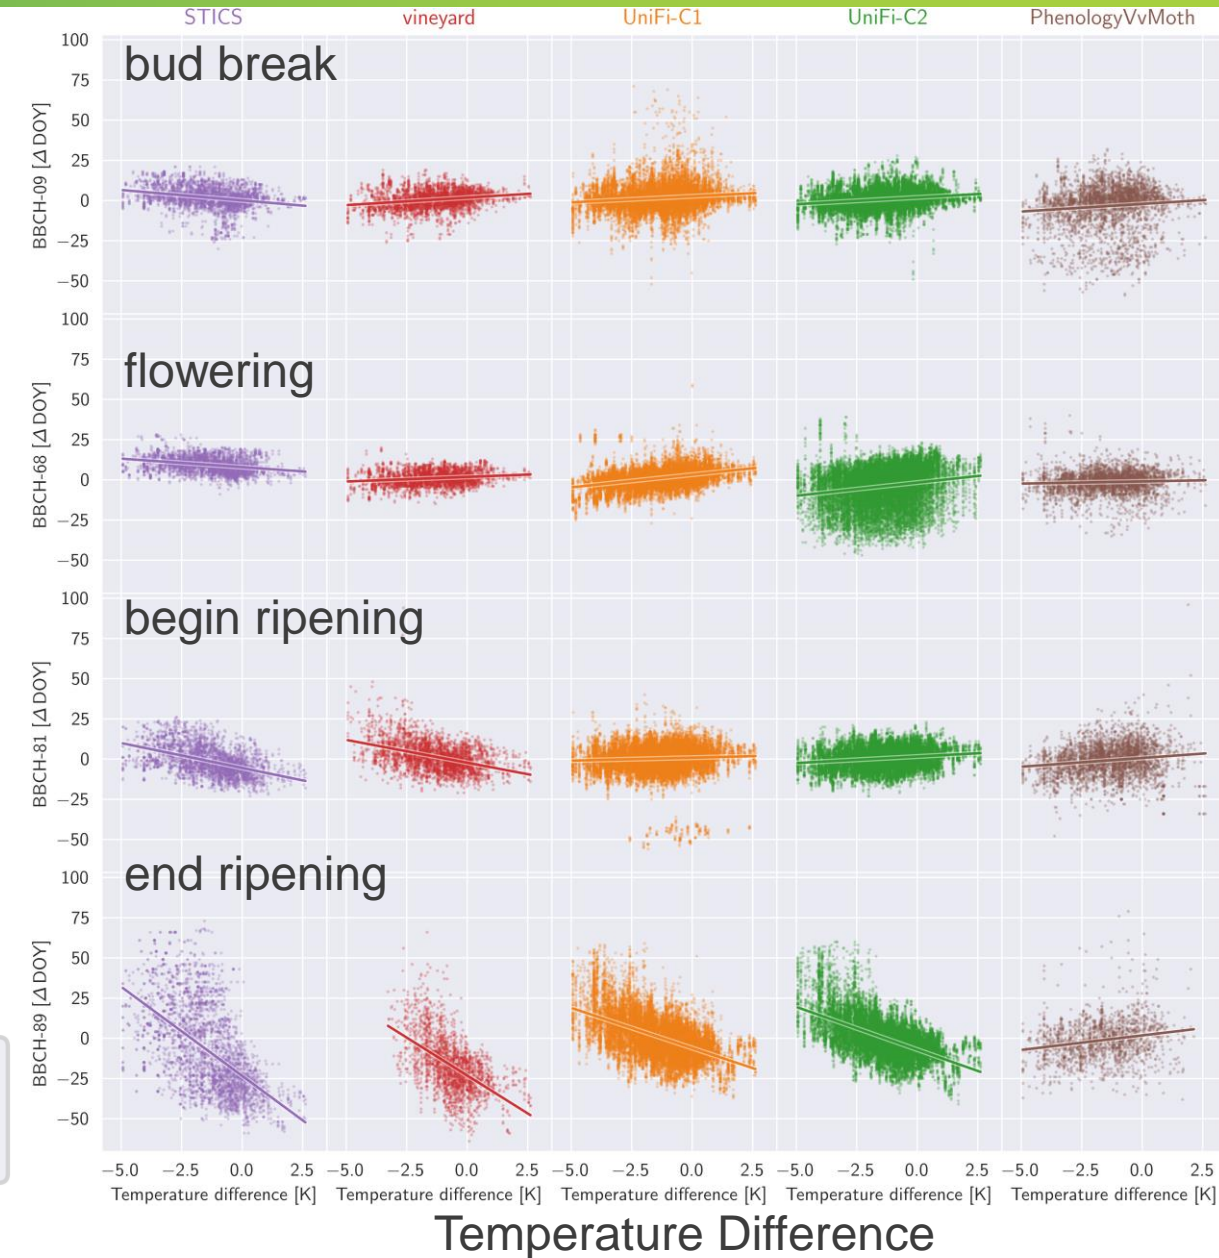 STICS vineyard UniFi-C1 UniFi-C2 PhenologyVvMoth
bud break
100
75
50
25
0
−25
−50
BBCH-09 [Δ DOY]
flowering
100
75
50
25
0
−25
−50
BBCH-68 [Δ DOY]
begin ripening
100
75
50
25
0
−25
−50
BBCH-81 [Δ DOY]
end ripening
100
75
50
25
0
−25
−50
BBCH-89 [Δ DOY]
−5.0 −2.5 0.0 2.5 −5.0 −2.5 0.0 2.5 −5.0 −2.5 0.0 2.5 −5.0 −2.5 0.0 2.5 −5.0 −2.5 0.0 2.5
Temperature difference [K] Temperature difference [K] Temperature difference [K] Temperature difference [K] Temperature difference [K]
Temperature Difference